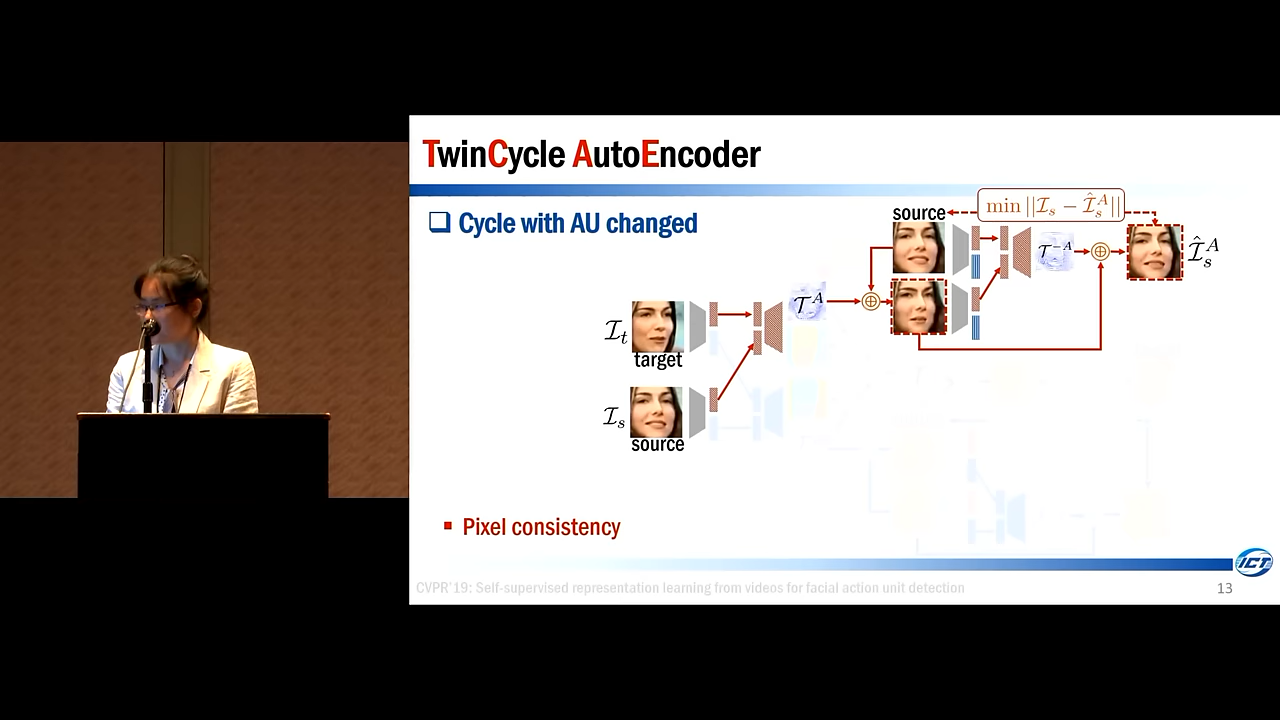 TwinCycle AutoEncoder
❑ Cycle with AU changed
source
min ||𝓘ₛ − 𝓘̂ₛᴬ||
𝒯⁻ᴬ
𝓘̂ₛᴬ
𝒯ᴬ
𝓘ₜ
target
𝓘ₛ
source
▪ Pixel consistency
ICT
CVPR'19: Self-supervised representation learning from videos for facial action unit detection
13